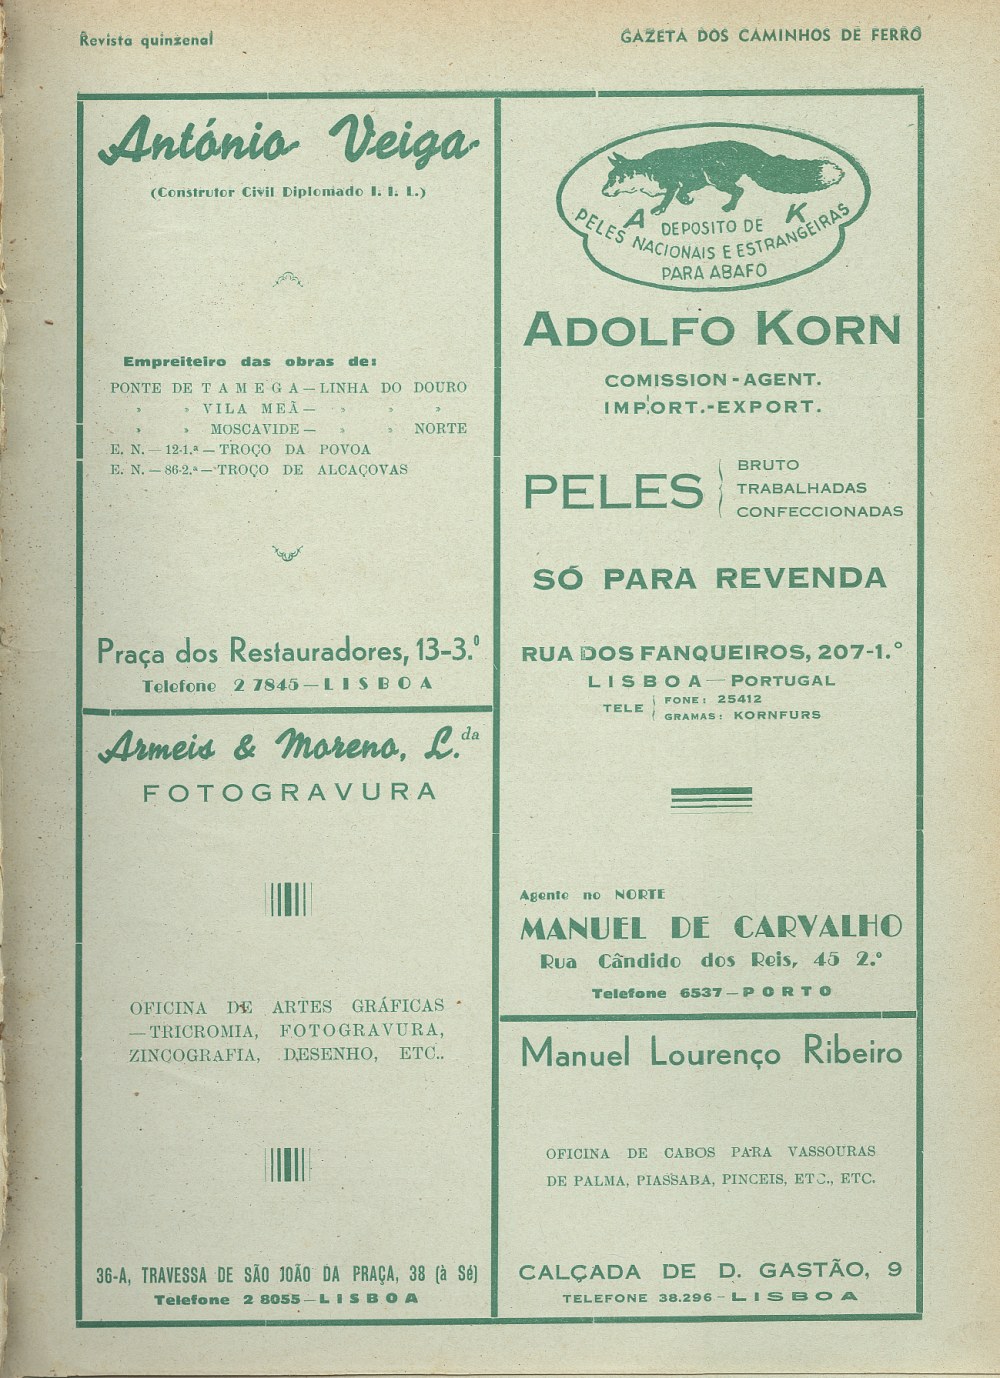 Revista quinzenal
GAZETA DOS CAMINHOS DE FERRO
António Veiga
(Construtor Civil Diplomado I. I. L.)
Empreiteiro das obras de:
PONTE DE TAMEGA — LINHA DO DOURO
» » VILA MEÃ — » » »
» » MOSCAVIDE — » » NORTE
E. N. — 12-1.ª — TROÇO DA POVOA
E. N. — 86-2.ª — TROÇO DE ALCAÇOVAS
Praça dos Restauradores, 13-3.º
Telefone 2 7845 — LISBOA
Armeis & Moreno, L.da
FOTOGRAVURA
OFICINA DE ARTES GRÁFICAS
— TRICROMIA, FOTOGRAVURA,
ZINCOGRAFIA, DESENHO, ETC..
36-A, TRAVESSA DE SÃO JOÃO DA PRAÇA, 38 (à Sé)
Telefone 2 8055 — LISBOA
A K
DEPOSITO DE
PELES NACIONAIS E ESTRANGEIRAS
PARA ABAFO
ADOLFO KORN
COMISSION - AGENT.
IMPORT.-EXPORT.
PELES
BRUTO
TRABALHADAS
CONFECCIONADAS
SÓ PARA REVENDA
RUA DOS FANQUEIROS, 207-1.º
LISBOA — PORTUGAL
TELE
FONE: 25412
GRAMAS: KORNFURS
Agente no NORTE
MANUEL DE CARVALHO
Rua Cândido dos Reis, 45 2.º
Telefone 6537 — PORTO
Manuel Lourenço Ribeiro
OFICINA DE CABOS PARA VASSOURAS
DE PALMA, PIASSABA, PINCEIS, ETC., ETC.
CALÇADA DE D. GASTÃO, 9
TELEFONE 38.296 - LISBOA